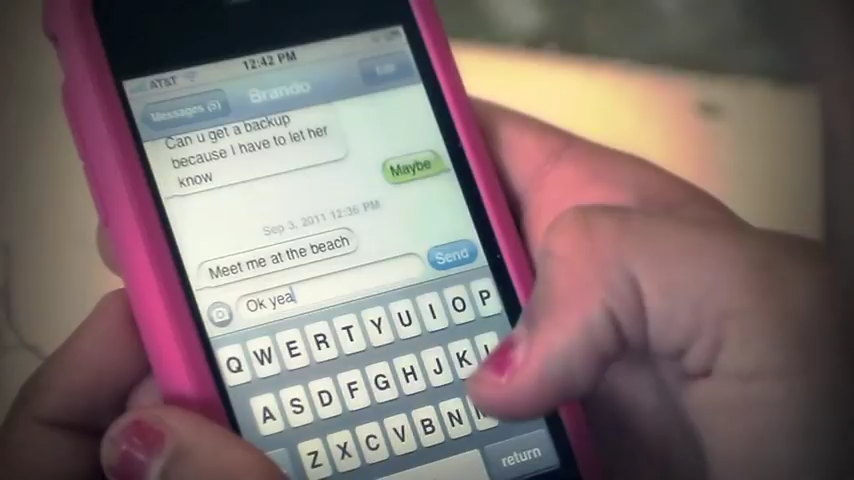 AT&T 12:42 PM
Messages (5) Brando Edit
Can u get a backup
because I have to let her
know
Maybe
Sep 3, 2011 12:36 PM
Meet me at the beach
Ok yea Send
Q W E R T Y U I O P
A S D F G H J K L
Z X C V B N
return